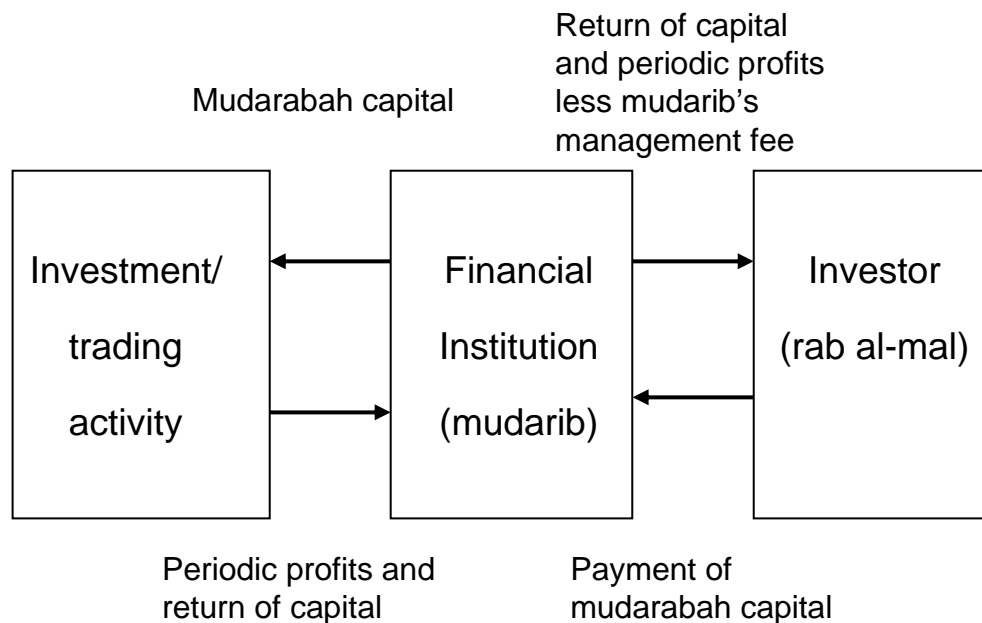 Return of capital
and periodic profits
less mudarib’s
management fee
Mudarabah capital
Investment/
trading
activity
Financial
Institution
(mudarib)
Investor
(rab al-mal)
Periodic profits and
return of capital
Payment of
mudarabah capital